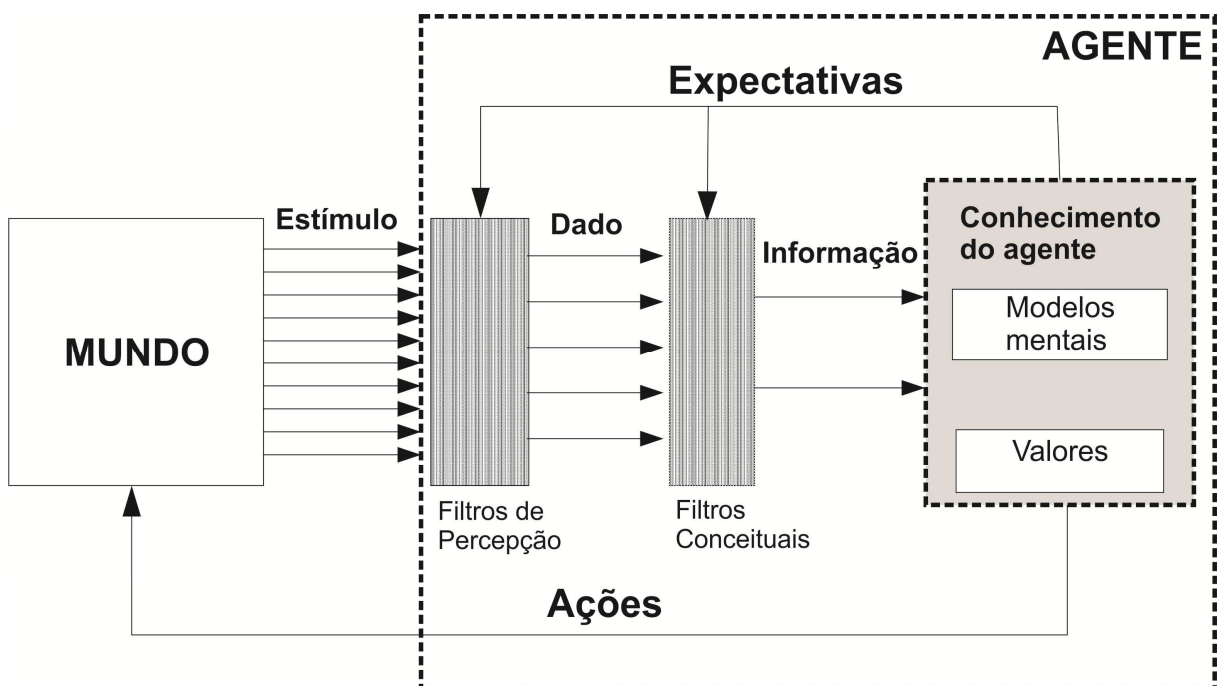 AGENTE
Expectativas
Estímulo
Dado
Informação
Conhecimento
do agente
Modelos
mentais
Valores
MUNDO
Filtros de
Percepção
Filtros
Conceituais
Ações